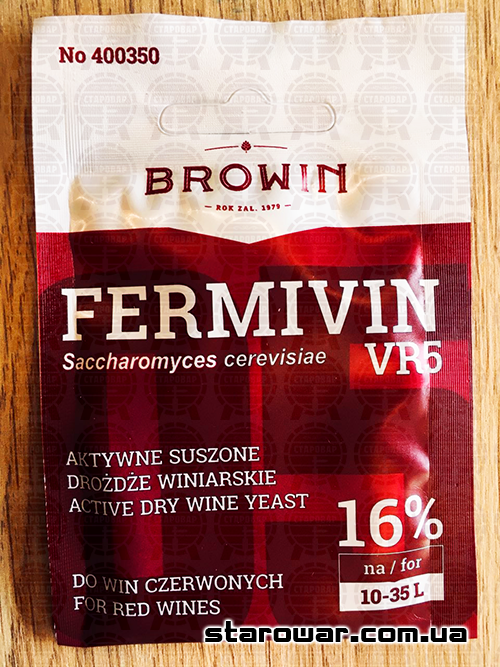 No 400350
BROWIN
ROK ZAŁ. 1979
FERMIVIN
Saccharomyces cerevisiae VR5
AKTYWNE SUSZONE
DROŻDŻE WINIARSKIE
ACTIVE DRY WINE YEAST
16%
na / for
10-35 L
DO WIN CZERWONYCH
FOR RED WINES
starowar.com.ua
СТАРОВАР